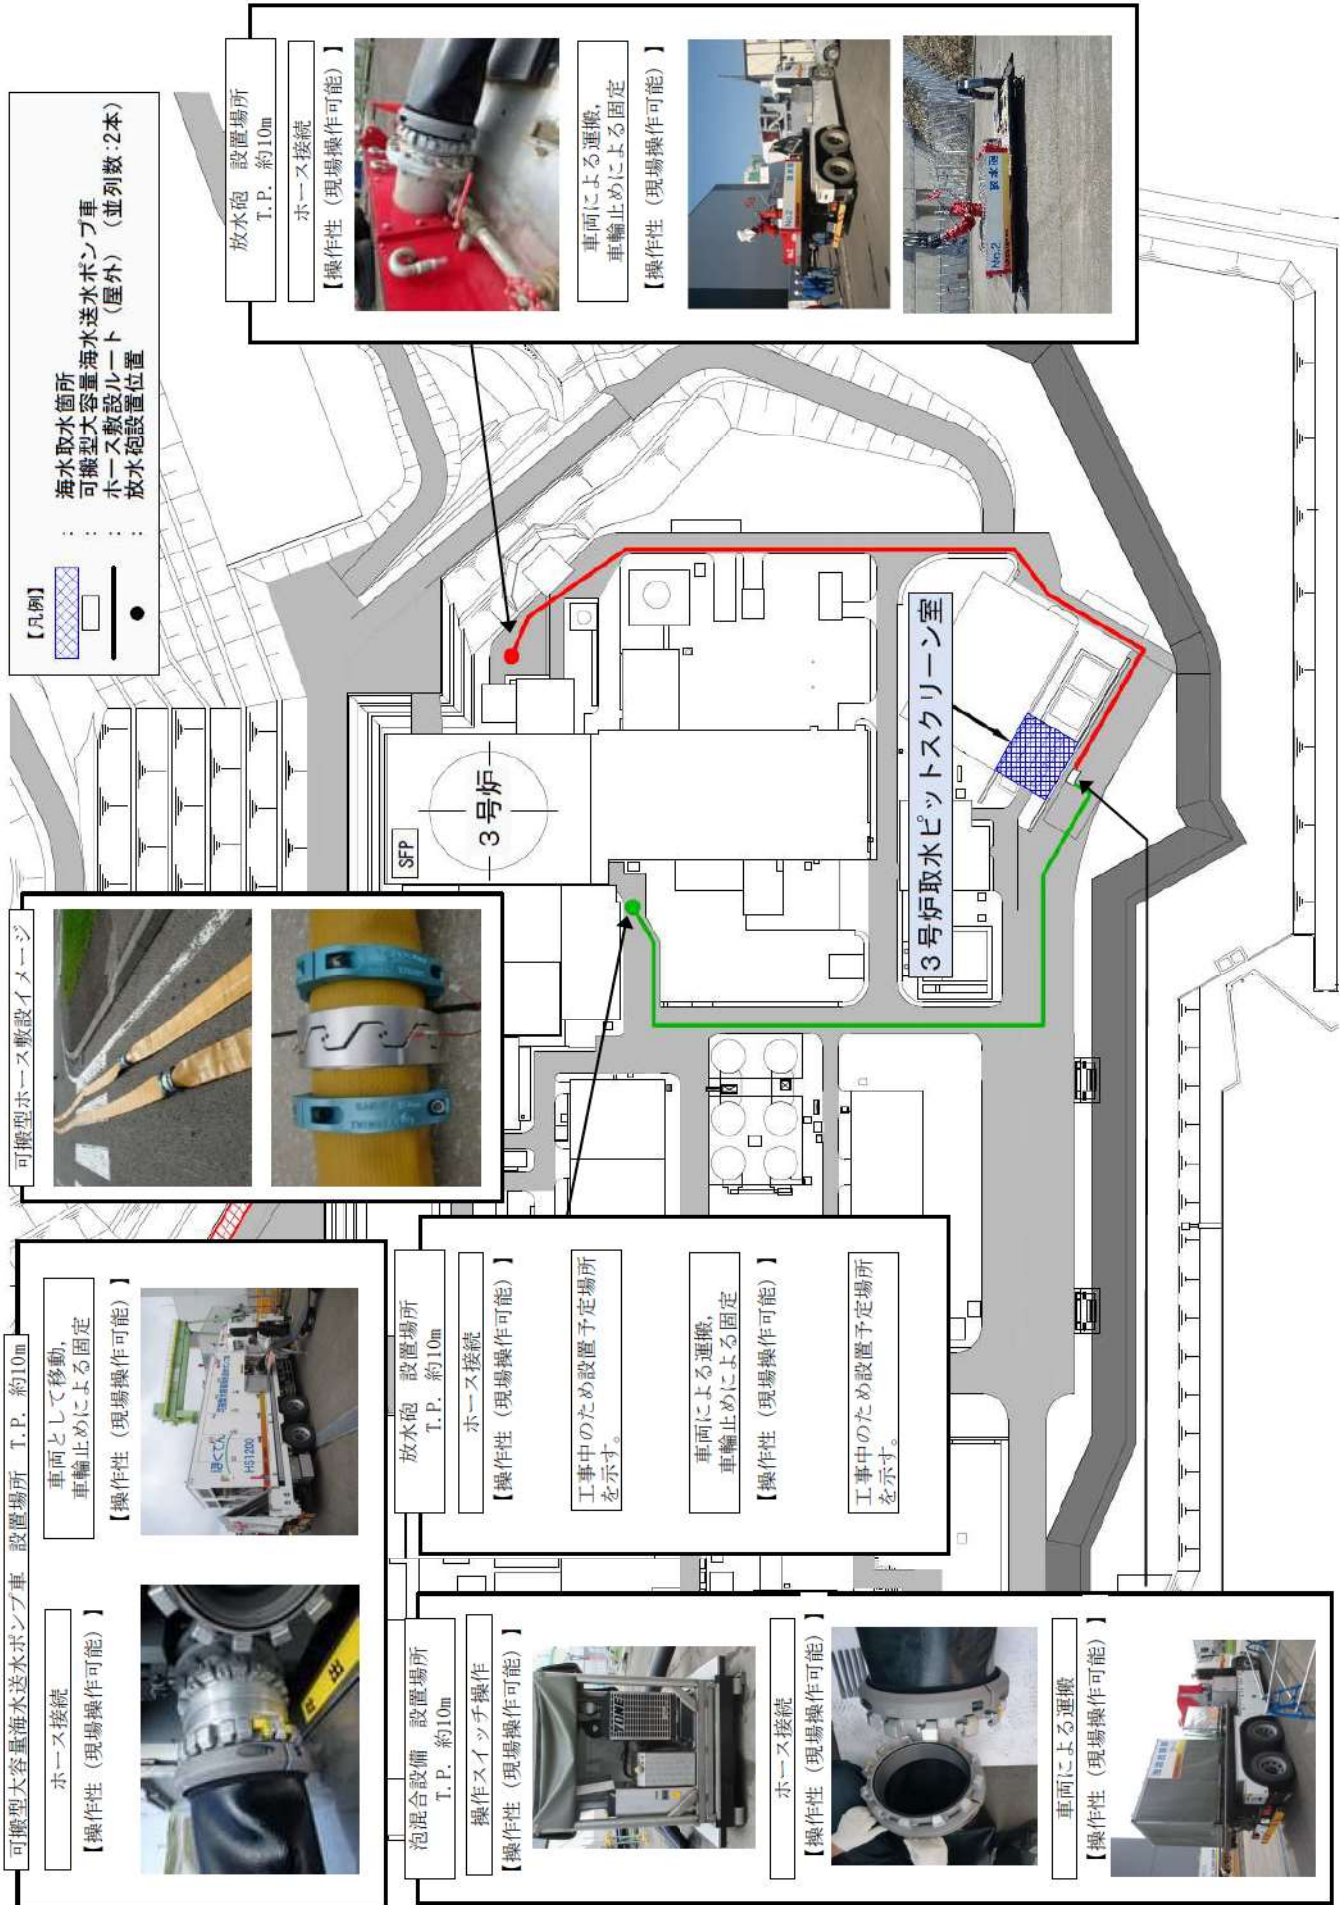 可搬型大容量海水送水ポンプ車 設置場所 T.P. 約10m
ホース接続
【操作性（現場操作可能）】
車両として移動,
車輪止めによる固定
【操作性（現場操作可能）】
ほくでん
HS1200
可搬型ホース敷設イメージ
【凡例】
: 海水取水箇所
: 可搬型大容量海水送水ポンプ車
: ホース敷設ルート（屋外）（並列数:2本）
: 放水砲設置位置
泡混合設備 設置場所
T.P. 約10m
操作スイッチ操作
【操作性（現場操作可能）】
ホース接続
【操作性（現場操作可能）】
車両による運搬
【操作性（現場操作可能）】
放水砲 設置場所
T.P. 約10m
ホース接続
【操作性（現場操作可能）】
工事中のため設置予定場所
を示す。
車両による運搬,
車輪止めによる固定
【操作性（現場操作可能）】
工事中のため設置予定場所
を示す。
SFP
3号炉
3号炉取水ピットスクリーン室
放水砲 設置場所
T.P. 約10m
ホース接続
【操作性（現場操作可能）】
車両による運搬,
車輪止めによる固定
【操作性（現場操作可能）】
No.2
No.2
放水砲